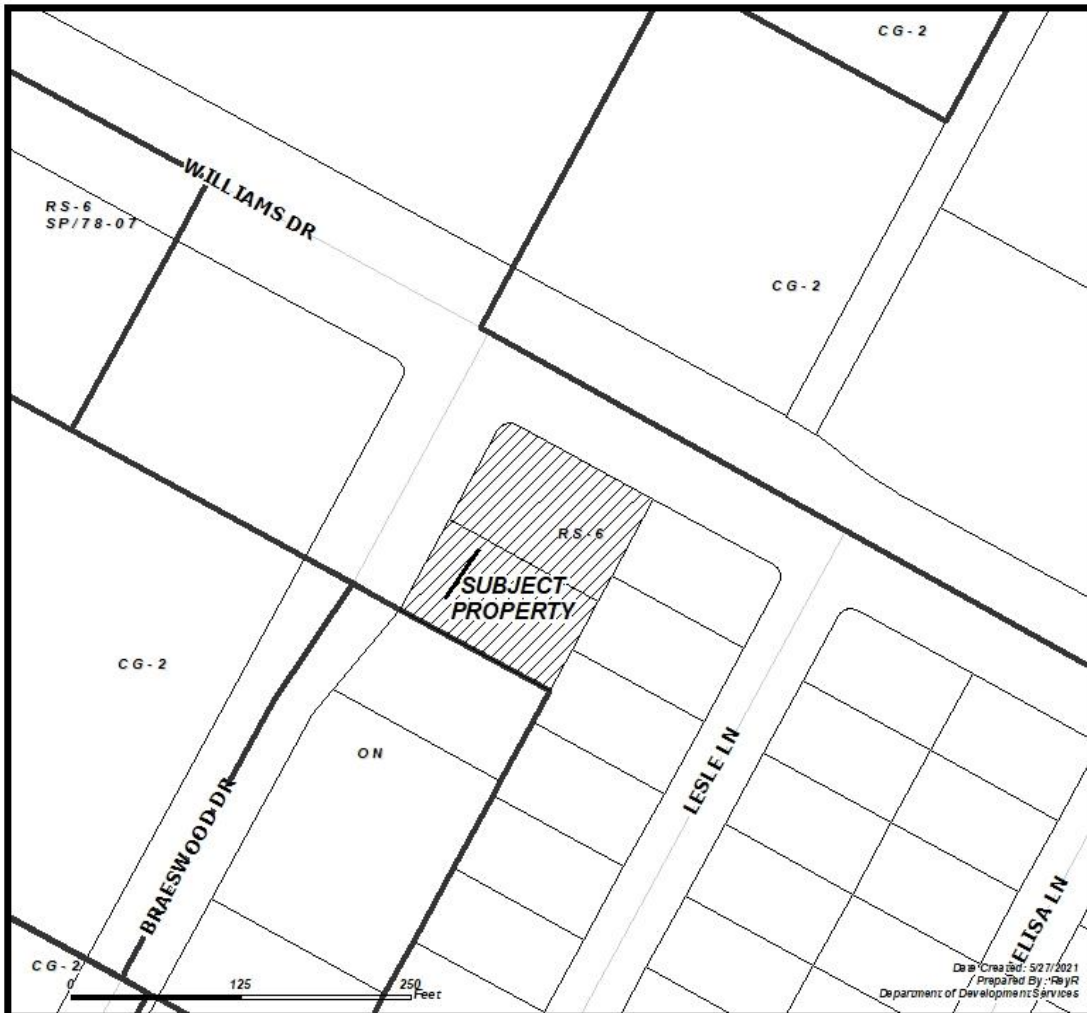 CG-2
WILLIAMS DR
RS-6
SP/78-07
CG-2
RS-6
SUBJECT
PROPERTY
CG-2
ON
LESLE LN
BRAESWOOD DR
ELISA LN
CG-2
0 125 250
Feet
Date Created: 5/27/2021
Prepared By: RayR
Department of Development Services